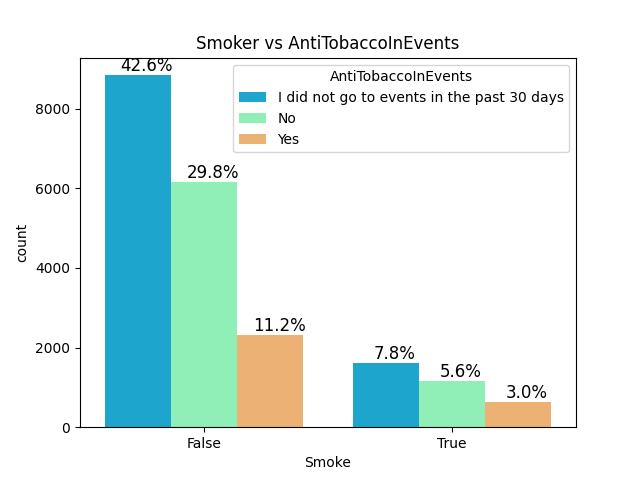 Smoker vs AntiTobaccoInEvents
AntiTobaccoInEvents
I did not go to events in the past 30 days
No
Yes
42.6%
29.8%
11.2%
7.8%
5.6%
3.0%
8000
6000
4000
2000
0
count
False
True
Smoke